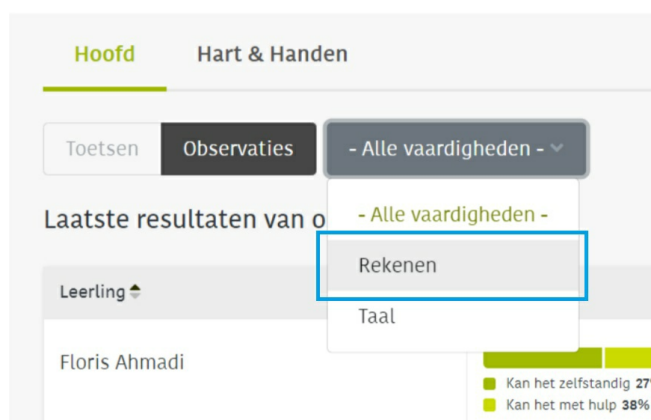 Hoofd Hart & Handen
Toetsen Observaties - Alle vaardigheden -
- Alle vaardigheden -
Laatste resultaten van o
Rekenen
Leerling
Taal
Floris Ahmadi
Kan het zelfstandig 27%
Kan het met hulp 38%